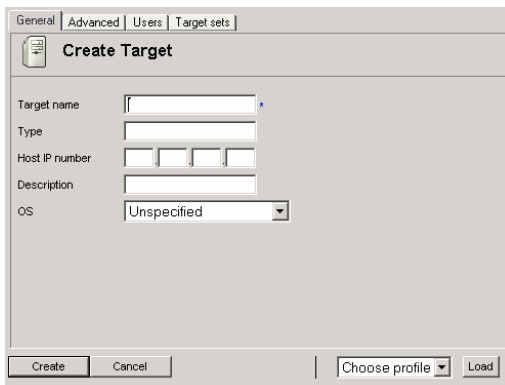 General Advanced Users Target sets
Create Target
Target name *
Type
Host IP number . . .
Description
OS Unspecified
Create Cancel Choose profile Load